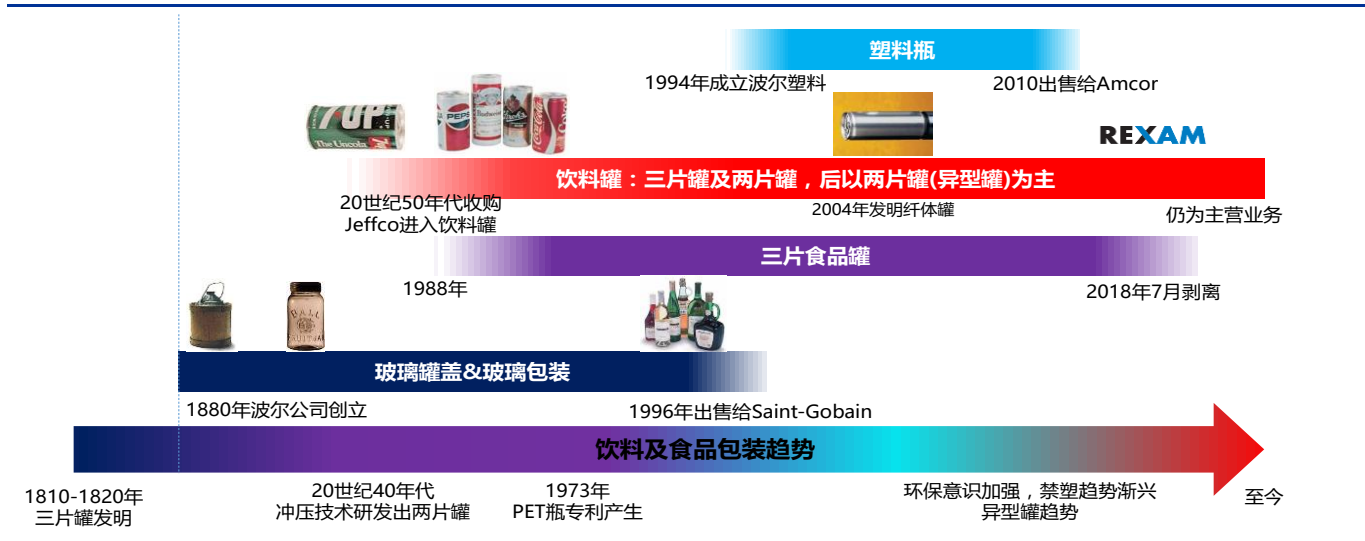 塑料瓶
1994年成立波尔塑料
2010出售给Amcor
7UP
The Uncola
PEPSI
Budweiser
Coca-Cola
Coke
REXAM
饮料罐：三片罐及两片罐，后以两片罐(异型罐)为主
20世纪50年代收购
Jeffco进入饮料罐
2004年发明纤体罐
仍为主营业务
三片食品罐
1988年
2018年7月剥离
BALL
玻璃罐盖&玻璃包装
1880年波尔公司创立
1996年出售给Saint-Gobain
饮料及食品包装趋势
1810-1820年
三片罐发明
20世纪40年代
冲压技术研发出两片罐
1973年
PET瓶专利产生
环保意识加强，禁塑趋势渐兴
异型罐趋势
至今